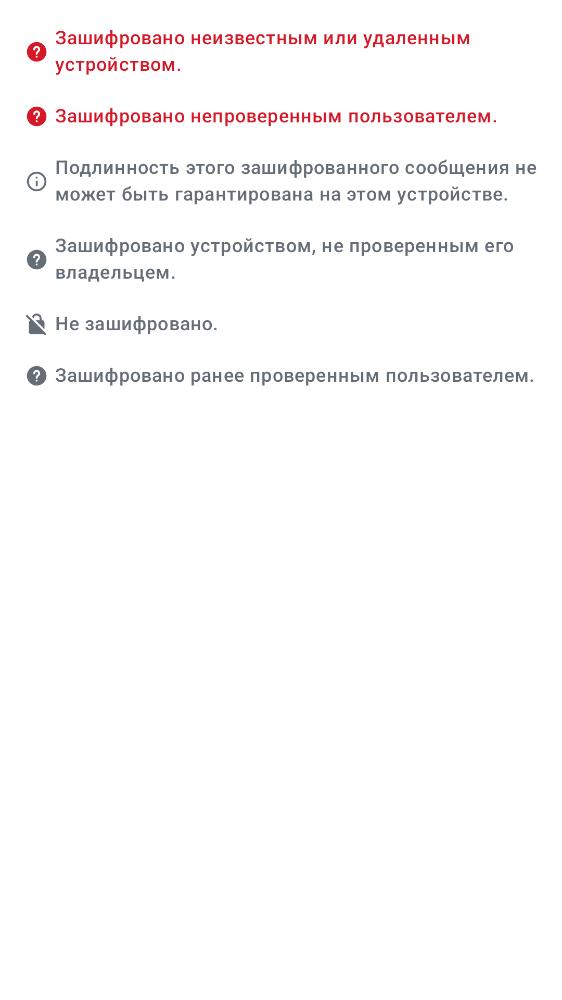 Зашифровано неизвестным или удаленным
устройством.
Зашифровано непроверенным пользователем.
Подлинность этого зашифрованного сообщения не
может быть гарантирована на этом устройстве.
Зашифровано устройством, не проверенным его
владельцем.
Не зашифровано.
Зашифровано ранее проверенным пользователем.